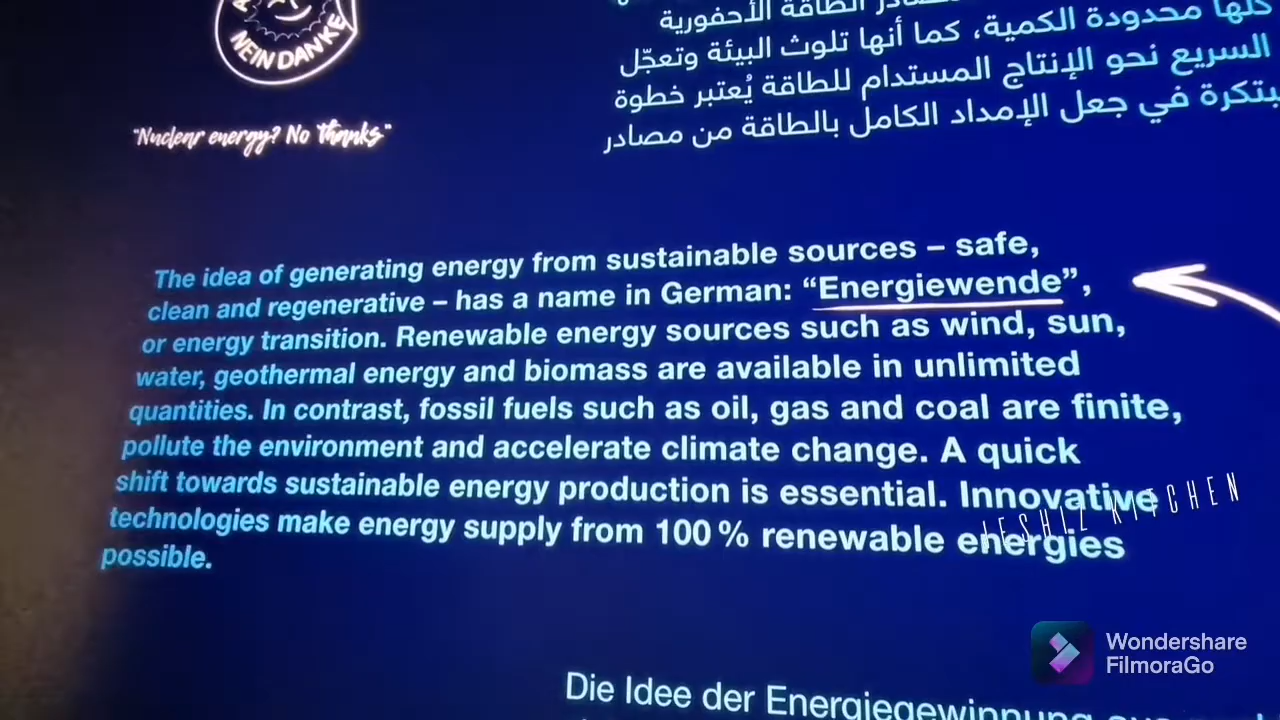 NEIN DANKE
"Nuclear energy? No thanks"
الطاقة الأحفورية
كلها محدودة الكمية، كما أنها تلوث البيئة وتعجّل
السريع نحو الإنتاج المستدام للطاقة يُعتبر خطوة
في جعل الإمداد الكامل بالطاقة من مصادر
The idea of generating energy from sustainable sources – safe,
clean and regenerative – has a name in German: “Energiewende”,
or energy transition. Renewable energy sources such as wind, sun,
water, geothermal energy and biomass are available in unlimited
quantities. In contrast, fossil fuels such as oil, gas and coal are finite,
pollute the environment and accelerate climate change. A quick
shift towards sustainable energy production is essential. Innovative
technologies make energy supply from 100 % renewable energies
possible.
JESHIZ KITCHEN
Wondershare
FilmoraGo
Die Idee der Energiegewinnung